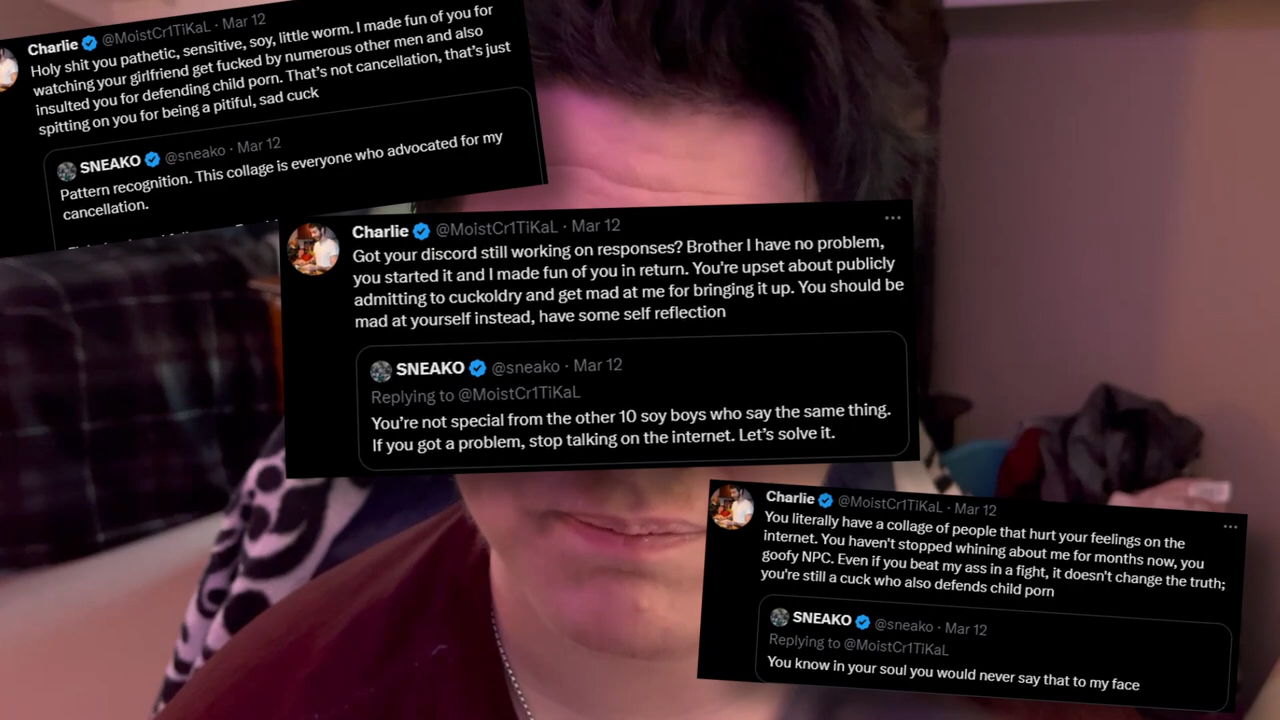 Charlie @MoistCr1TiKaL · Mar 12
Holy shit you pathetic, sensitive, soy, little worm. I made fun of you for
watching your girlfriend get fucked by numerous other men and also
insulted you for defending child porn. That's not cancellation, that's just
spitting on you for being a pitiful, sad cuck
SNEAKO @sneako · Mar 12
Pattern recognition. This collage is everyone who advocated for my
cancellation.
Charlie @MoistCr1TiKaL · Mar 12
Got your discord still working on responses? Brother I have no problem,
you started it and I made fun of you in return. You're upset about publicly
admitting to cuckoldry and get mad at me for bringing it up. You should be
mad at yourself instead, have some self reflection
SNEAKO @sneako · Mar 12
Replying to @MoistCr1TiKaL
You're not special from the other 10 soy boys who say the same thing.
If you got a problem, stop talking on the internet. Let's solve it.
Charlie @MoistCr1TiKaL · Mar 12
You literally have a collage of people that hurt your feelings on the
internet. You haven't stopped whining about me for months now, you
goofy NPC. Even if you beat my ass in a fight, it doesn't change the truth;
you're still a cuck who also defends child porn
SNEAKO @sneako · Mar 12
Replying to @MoistCr1TiKaL
You know in your soul you would never say that to my face